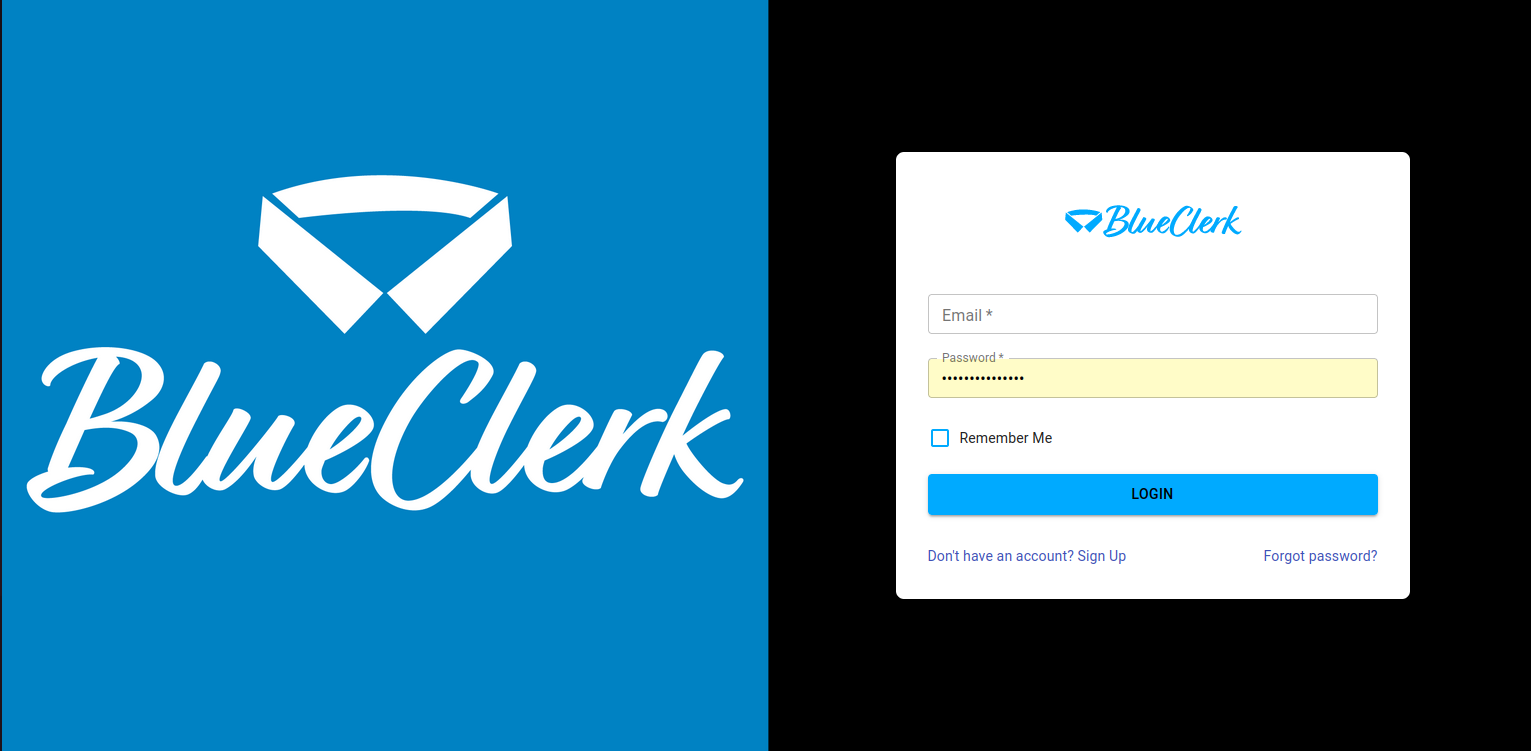 BlueClerk
BlueClerk
Email *
Password *
•••••••••••••••
Remember Me
LOGIN
Don't have an account? Sign Up
Forgot password?